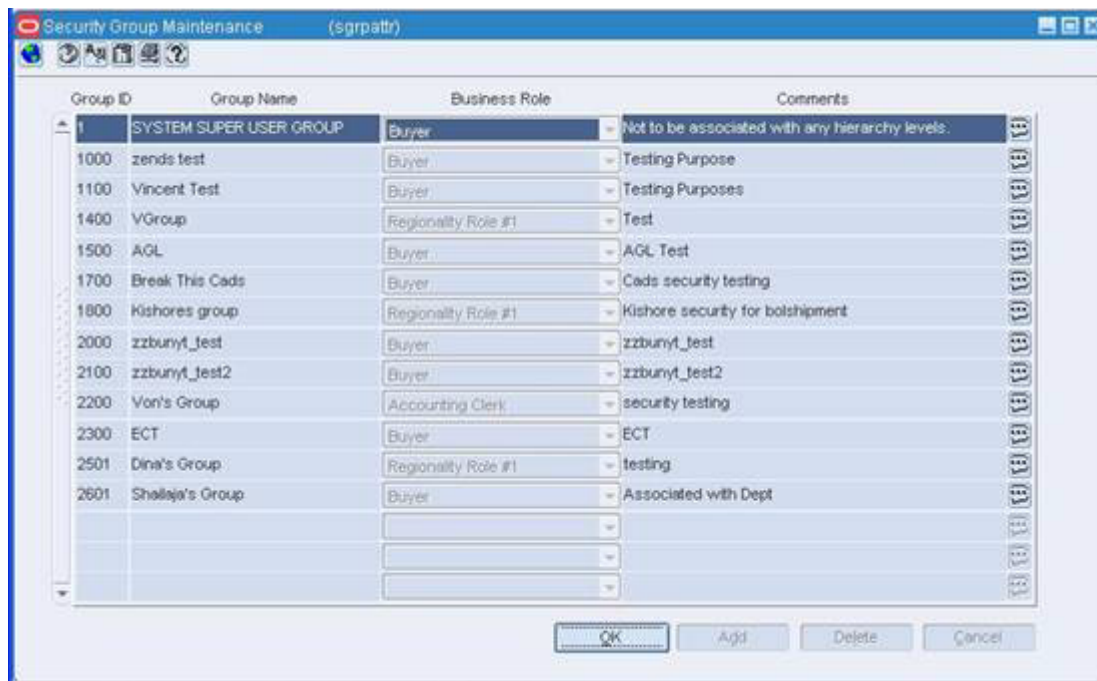 Security Group Maintenance (sgrpattr)
Group ID Group Name Business Role Comments
1 SYSTEM SUPER USER GROUP Buyer Not to be associated with any hierarchy levels.
1000 zends test Buyer Testing Purpose
1100 Vincent Test Buyer Testing Purposes
1400 VGroup Regionality Role #1 Test
1500 AGL Buyer AGL Test
1700 Break This Cads Buyer Cads security testing
1800 Kishores group Regionality Role #1 Kishore security for bolshipment
2000 zzbunyt_test Buyer zzbunyt_test
2100 zzbunyt_test2 Buyer zzbunyt_test2
2200 Von's Group Accounting Clerk security testing
2300 ECT Buyer ECT
2501 Dina's Group Regionality Role #1 testing
2601 Shailaja's Group Buyer Associated with Dept
OK Add Delete Cancel